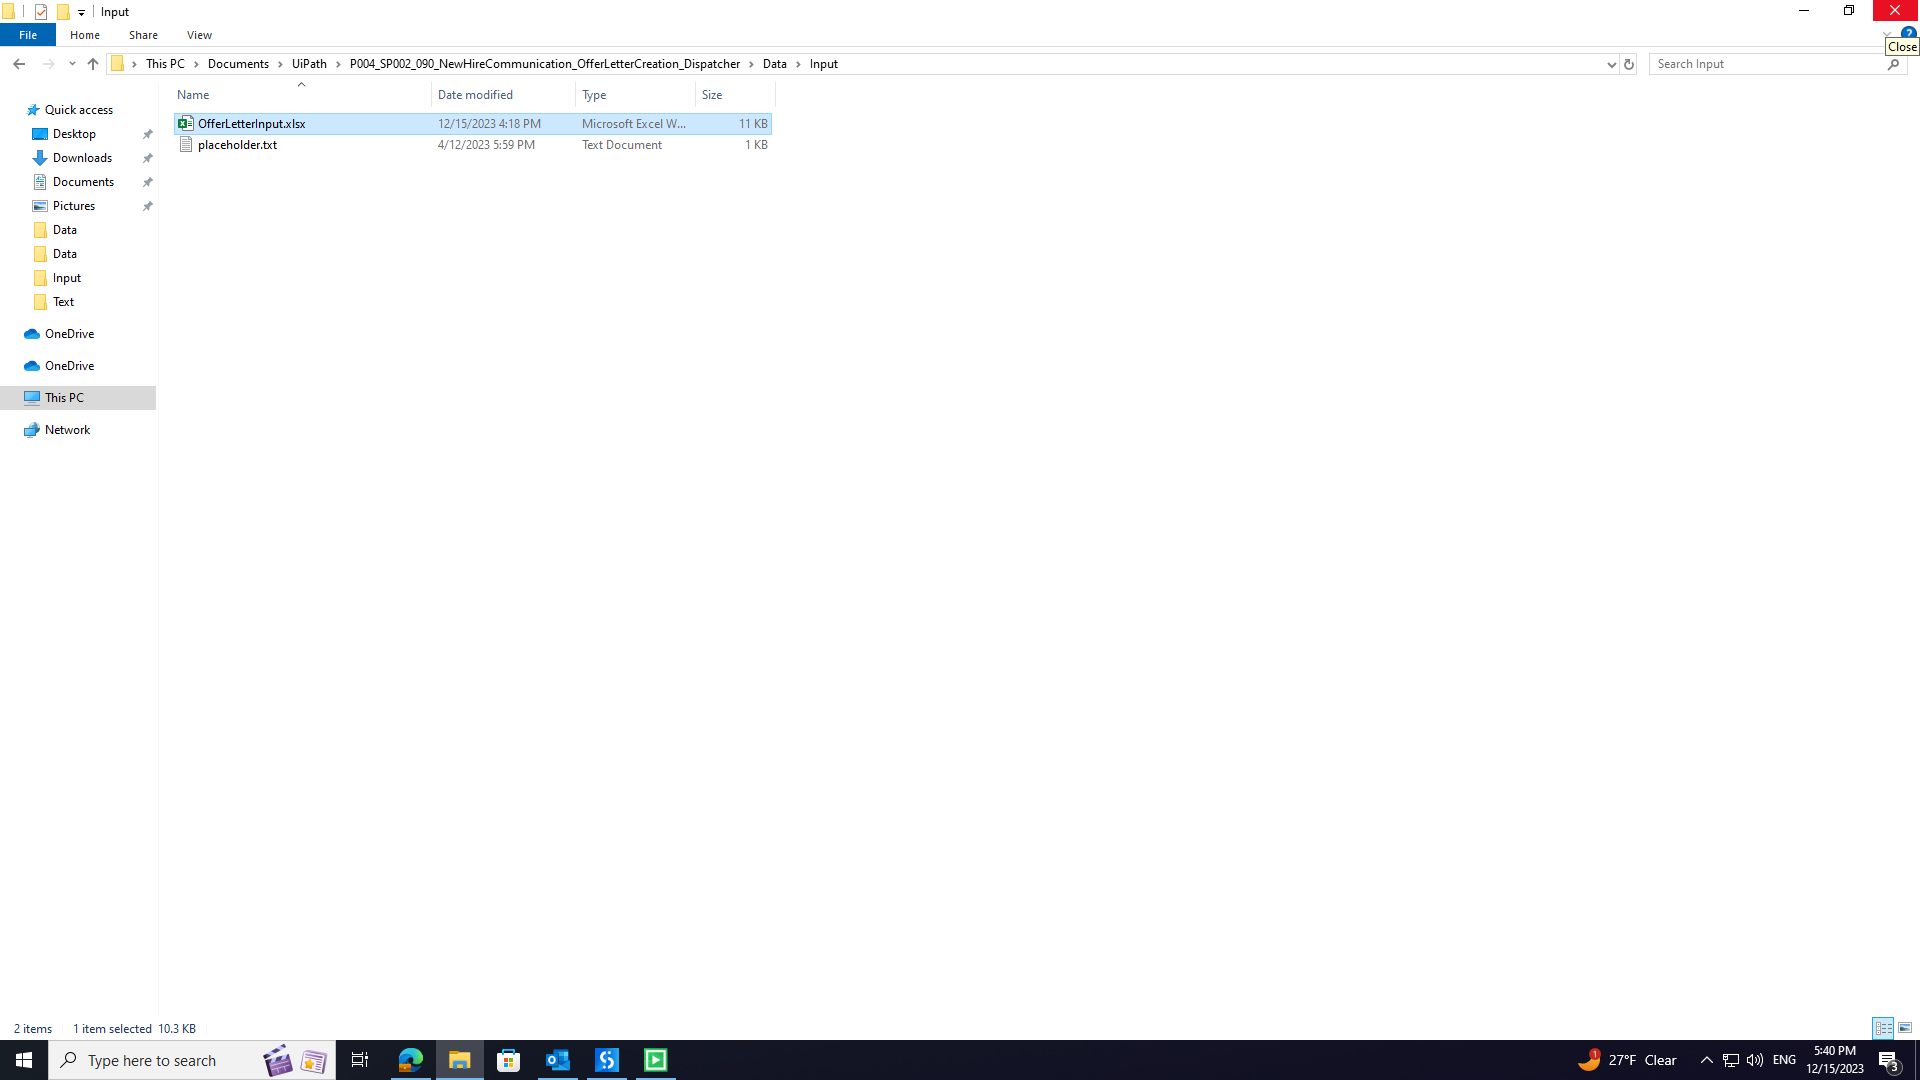 Input
File Home Share View ?
Close
This PC Documents UiPath P004_SP002_090_NewHireCommunication_OfferLetterCreation_Dispatcher Data Input
Search Input
Name Date modified Type Size
OfferLetterInput.xlsx 12/15/2023 4:18 PM Microsoft Excel W... 11 KB
placeholder.txt 4/12/2023 5:59 PM Text Document 1 KB
Quick access
Desktop
Downloads
Documents
Pictures
Data
Data
Input
Text
OneDrive
OneDrive
This PC
Network
2 items 1 item selected 10.3 KB
Type here to search
1 27°F Clear
ENG
5:40 PM
12/15/2023
3